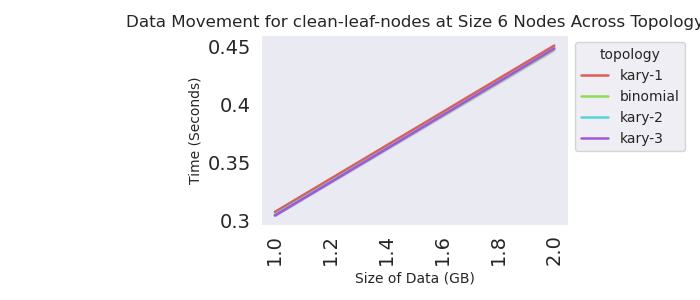 Data Movement for clean-leaf-nodes at Size 6 Nodes Across Topology
0.45
0.4
0.35
0.3
Time (Seconds)
1.0
1.2
1.4
1.6
1.8
2.0
Size of Data (GB)
topology
kary-1
binomial
kary-2
kary-3